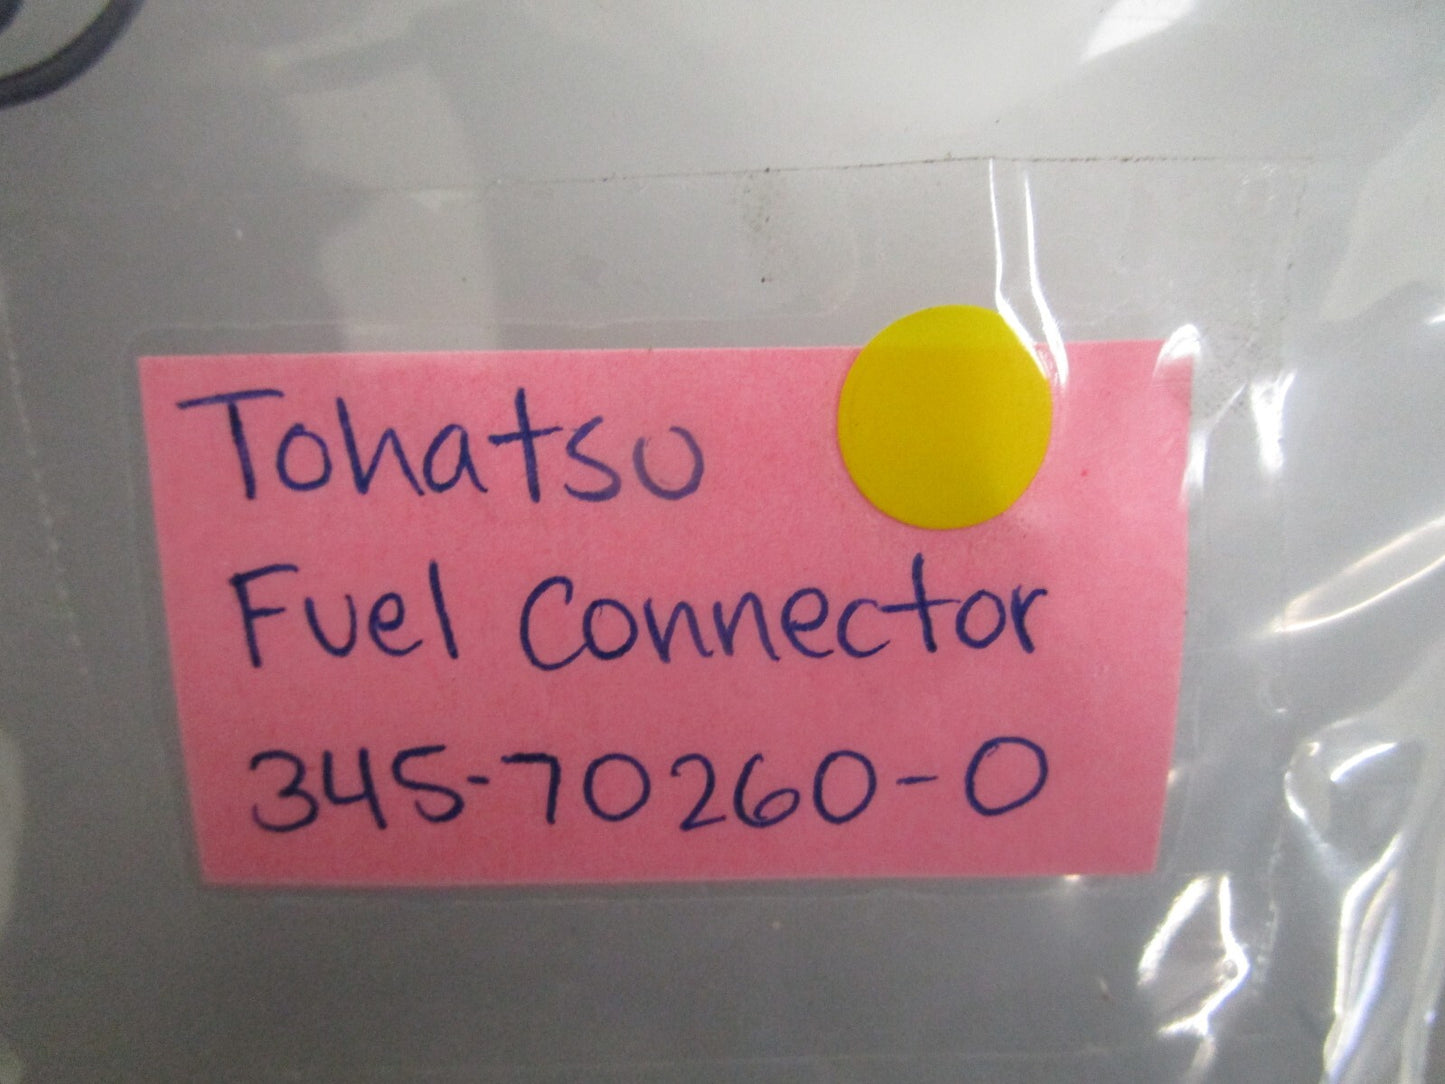 Tohatsu
Fuel Connector
345-70260-0